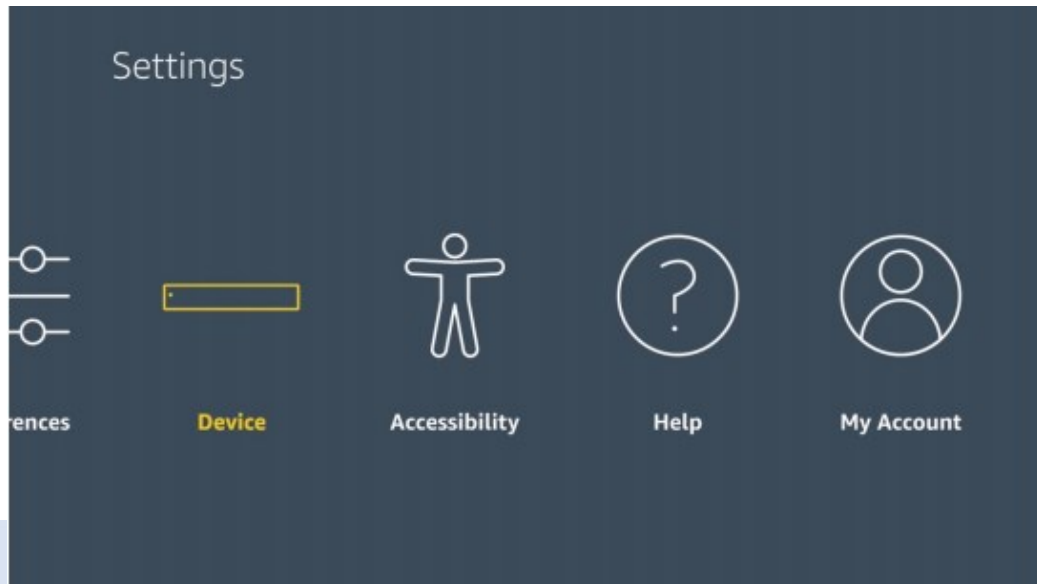 Settings
rences
Device
Accessibility
Help
My Account